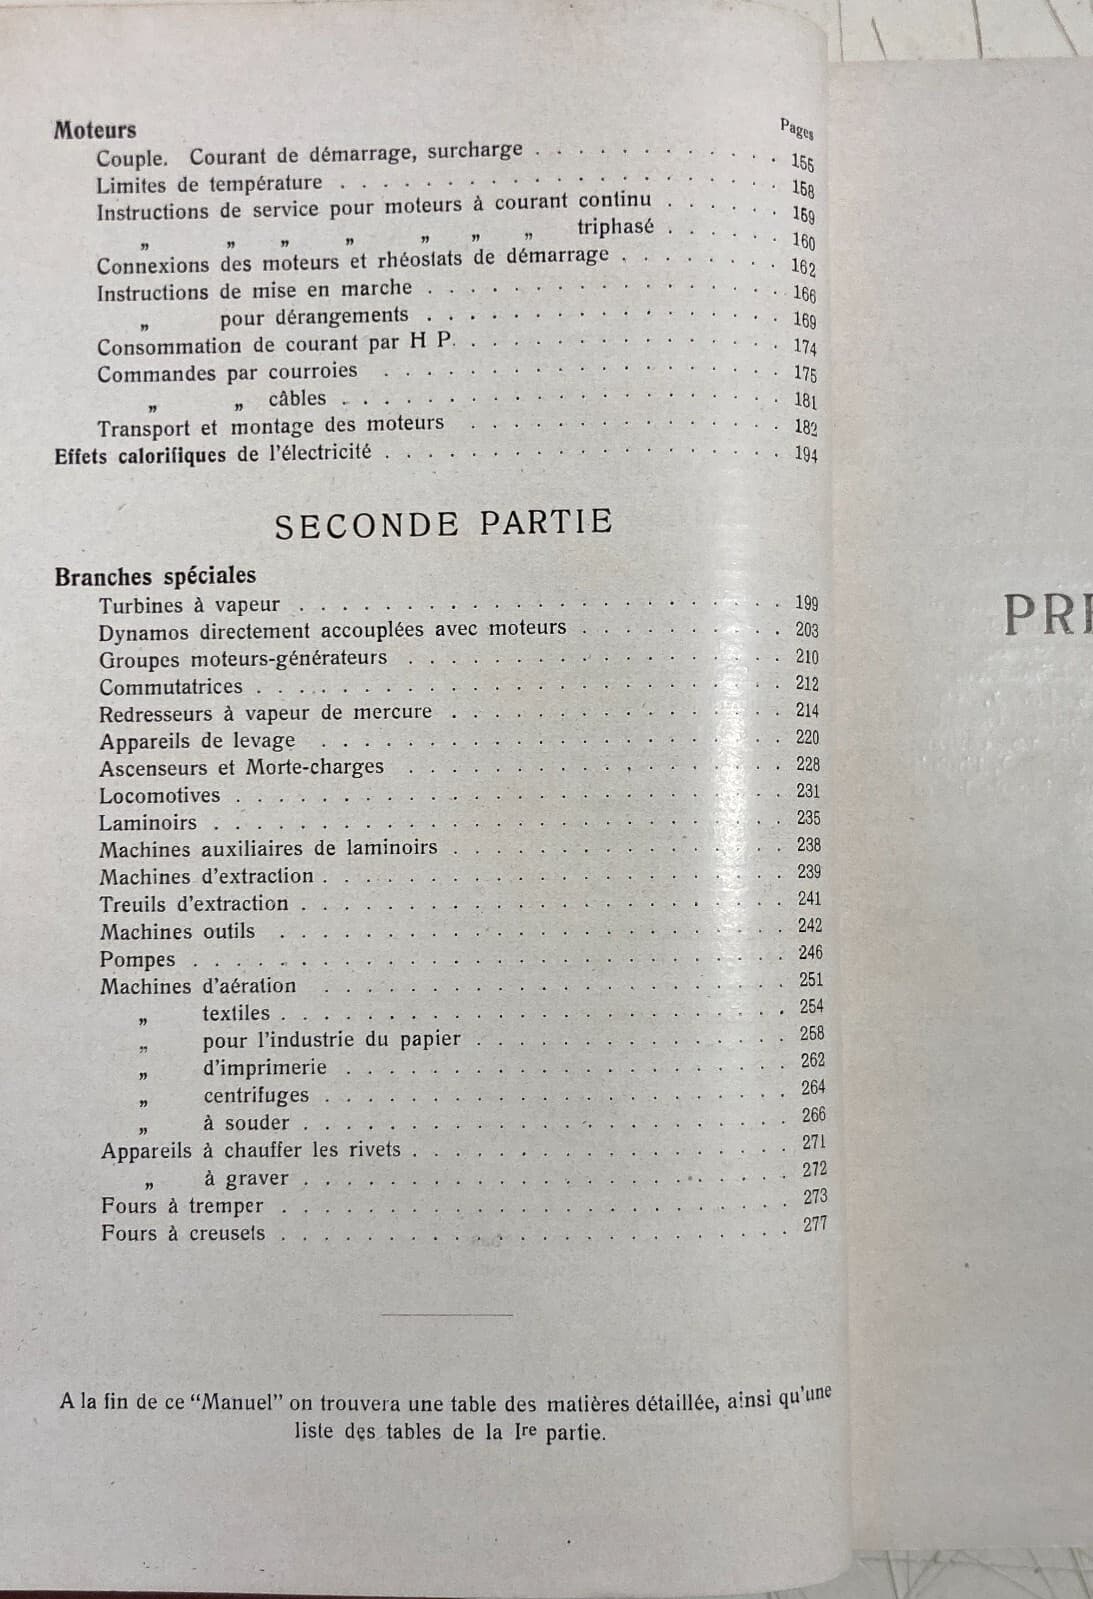 Pages
Moteurs
Couple. Courant de démarrage, surcharge . . . . . . . . . . . . 155
Limites de température . . . . . . . . . . . . . . . . . . . 158
Instructions de service pour moteurs à courant continu . . . . . . 159
„ „ „ „ „ „ „ triphasé . . . . . . 160
Connexions des moteurs et rhéostats de démarrage . . . . . . . . 162
Instructions de mise en marche . . . . . . . . . . . . . . . 166
„ pour dérangements . . . . . . . . . . . . . . . 169
Consommation de courant par H P. . . . . . . . . . . . . . 174
Commandes par courroies . . . . . . . . . . . . . . . . . 175
„ „ câbles . . . . . . . . . . . . . . . . . . . 181
Transport et montage des moteurs . . . . . . . . . . . . . . 182
Effets calorifiques de l'électricité . . . . . . . . . . . . . . . . . 194
SECONDE PARTIE
Branches spéciales
Turbines à vapeur . . . . . . . . . . . . . . . . . . . . 199
Dynamos directement accouplées avec moteurs . . . . . . . . . . 203
Groupes moteurs-générateurs . . . . . . . . . . . . . . . . 210
Commutatrices . . . . . . . . . . . . . . . . . . . . . 212
Redresseurs à vapeur de mercure . . . . . . . . . . . . . . 214
Appareils de levage . . . . . . . . . . . . . . . . . . . 220
Ascenseurs et Morte-charges . . . . . . . . . . . . . . . . 228
Locomotives . . . . . . . . . . . . . . . . . . . . . . 231
Laminoirs . . . . . . . . . . . . . . . . . . . . . . . 235
Machines auxiliaires de laminoirs . . . . . . . . . . . . . . 238
Machines d'extraction . . . . . . . . . . . . . . . . . . . 239
Treuils d'extraction . . . . . . . . . . . . . . . . . . . . 241
Machines outils . . . . . . . . . . . . . . . . . . . . 242
Pompes . . . . . . . . . . . . . . . . . . . . . . . 246
Machines d'aération . . . . . . . . . . . . . . . . . . . 251
„ textiles . . . . . . . . . . . . . . . . . . . . 254
„ pour l'industrie du papier . . . . . . . . . . . . . 258
„ d'imprimerie . . . . . . . . . . . . . . . . . . 262
„ centrifuges . . . . . . . . . . . . . . . . . . . 264
„ à souder . . . . . . . . . . . . . . . . . . . . 266
Appareils à chauffer les rivets . . . . . . . . . . . . . . . . 271
„ à graver . . . . . . . . . . . . . . . . . . . . 272
Fours à tremper . . . . . . . . . . . . . . . . . . . . . 273
Fours à creusets . . . . . . . . . . . . . . . . . . . . . 277
A la fin de ce “Manuel” on trouvera une table des matières détaillée, ainsi qu'une
liste des tables de la Ire partie.
PRE